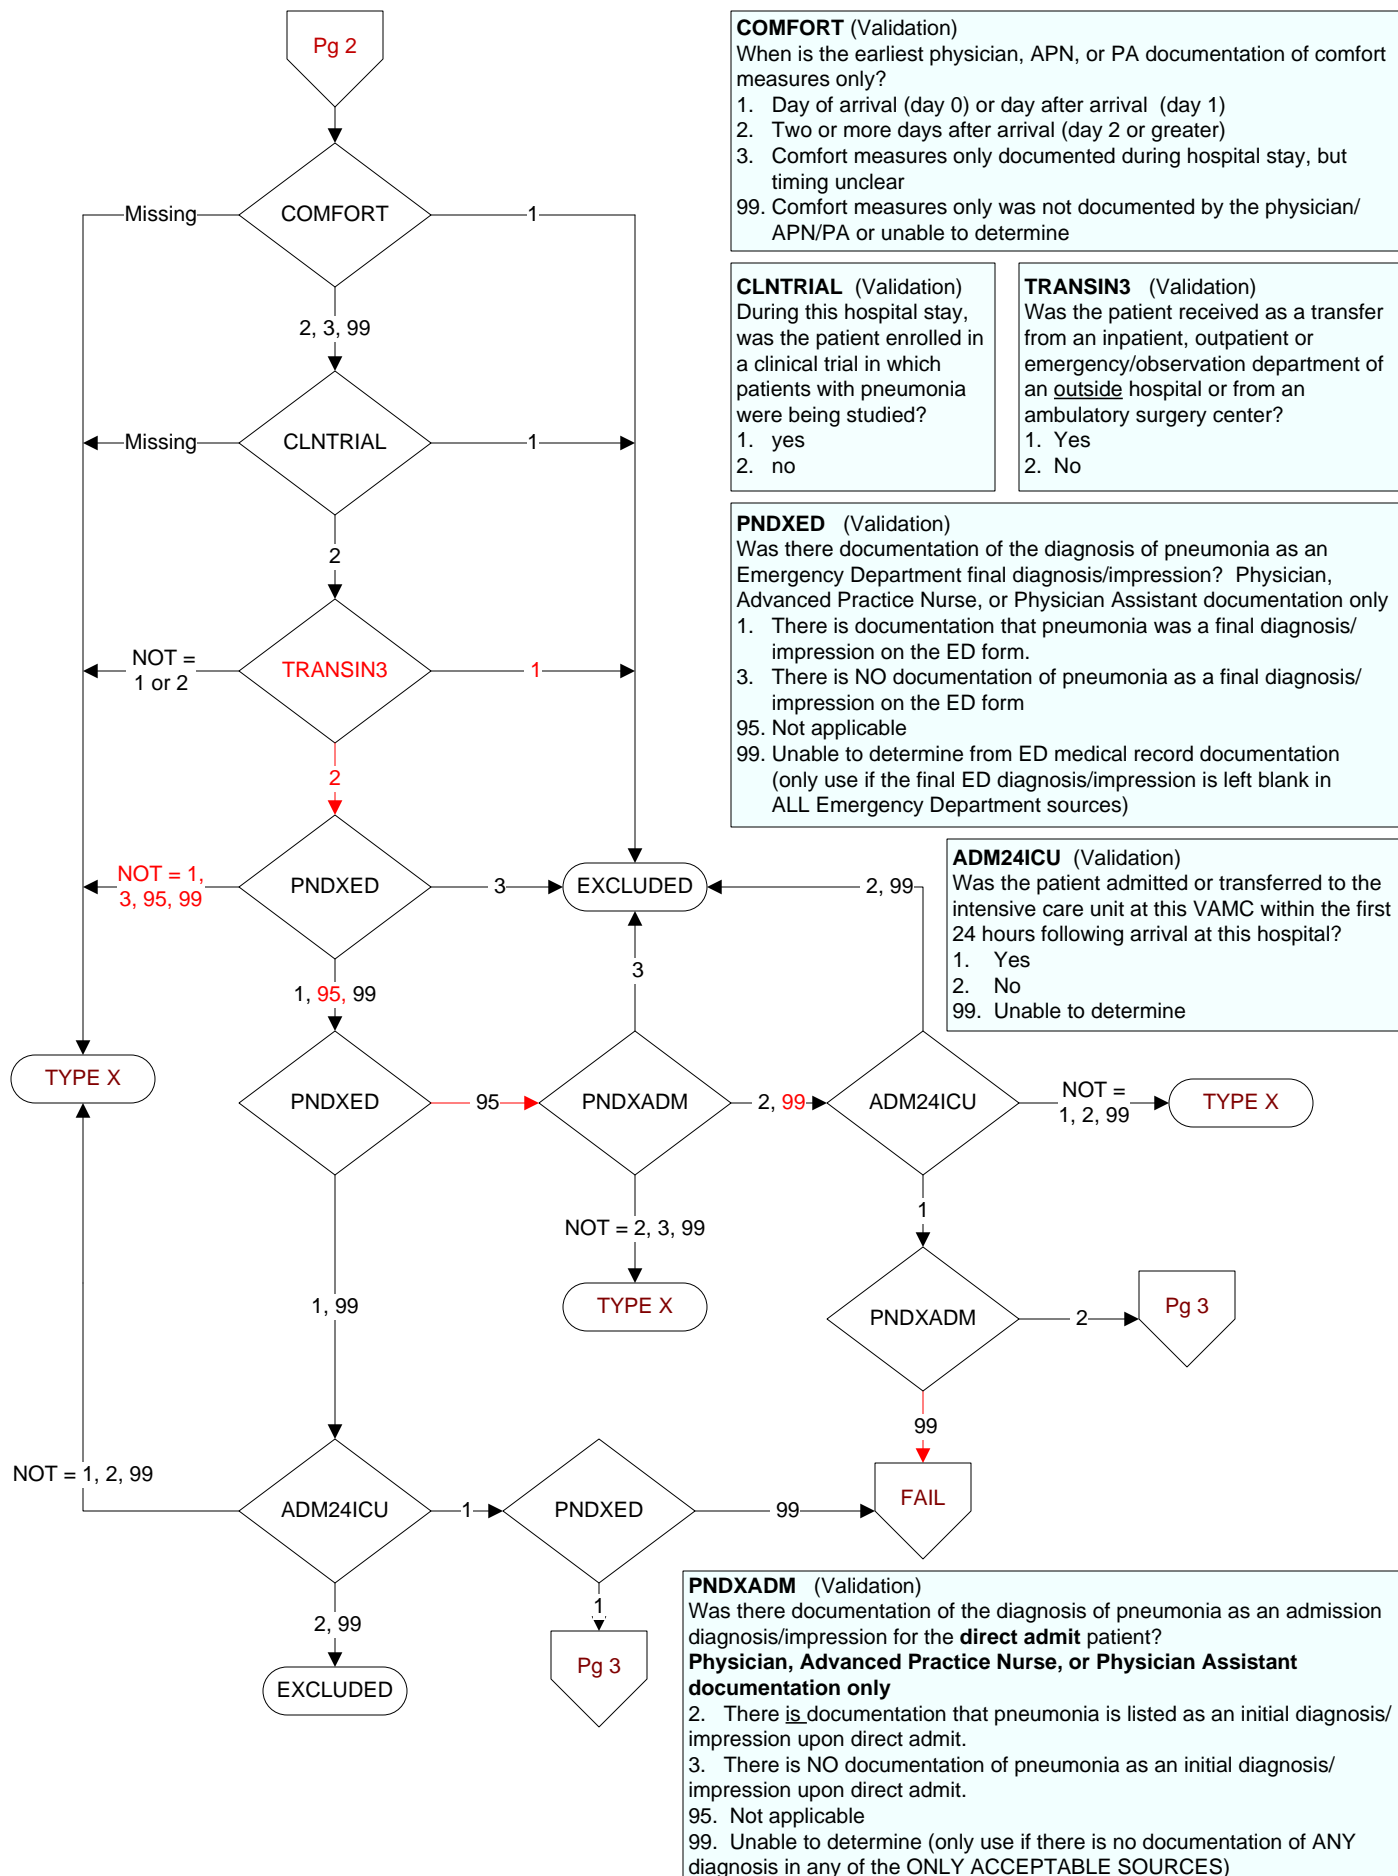 Pg 2
COMFORT (Validation)
When is the earliest physician, APN, or PA documentation of comfort
measures only?
1. Day of arrival (day 0) or day after arrival (day 1)
2. Two or more days after arrival (day 2 or greater)
3. Comfort measures only documented during hospital stay, but
timing unclear
99. Comfort measures only was not documented by the physician/
APN/PA or unable to determine
Missing
COMFORT
1
2, 3, 99
CLNTRIAL (Validation)
During this hospital stay,
was the patient enrolled in
a clinical trial in which
patients with pneumonia
were being studied?
1. yes
2. no
TRANSIN3 (Validation)
Was the patient received as a transfer
from an inpatient, outpatient or
emergency/observation department of
an outside hospital or from an
ambulatory surgery center?
1. Yes
2. No
Missing
CLNTRIAL
1
2
PNDXED (Validation)
Was there documentation of the diagnosis of pneumonia as an
Emergency Department final diagnosis/impression? Physician,
Advanced Practice Nurse, or Physician Assistant documentation only
1. There is documentation that pneumonia was a final diagnosis/
impression on the ED form.
3. There is NO documentation of pneumonia as a final diagnosis/
impression on the ED form
95. Not applicable
99. Unable to determine from ED medical record documentation
(only use if the final ED diagnosis/impression is left blank in
ALL Emergency Department sources)
NOT =
1 or 2
TRANSIN3
1
2
NOT = 1,
3, 95, 99
PNDXED
3
EXCLUDED
2, 99
ADM24ICU (Validation)
Was the patient admitted or transferred to the
intensive care unit at this VAMC within the first
24 hours following arrival at this hospital?
1. Yes
2. No
99. Unable to determine
3
1, 95, 99
TYPE X
PNDXED
95
PNDXADM
2, 99
ADM24ICU
NOT =
1, 2, 99
TYPE X
1
NOT = 2, 3, 99
1, 99
TYPE X
PNDXADM
2
Pg 3
99
NOT = 1, 2, 99
ADM24ICU
1
PNDXED
99
FAIL
2, 99
1
EXCLUDED
Pg 3
PNDXADM (Validation)
Was there documentation of the diagnosis of pneumonia as an admission
diagnosis/impression for the direct admit patient?
Physician, Advanced Practice Nurse, or Physician Assistant
documentation only
2. There is documentation that pneumonia is listed as an initial diagnosis/
impression upon direct admit.
3. There is NO documentation of pneumonia as an initial diagnosis/
impression upon direct admit.
95. Not applicable
99. Unable to determine (only use if there is no documentation of ANY
diagnosis in any of the ONLY ACCEPTABLE SOURCES)